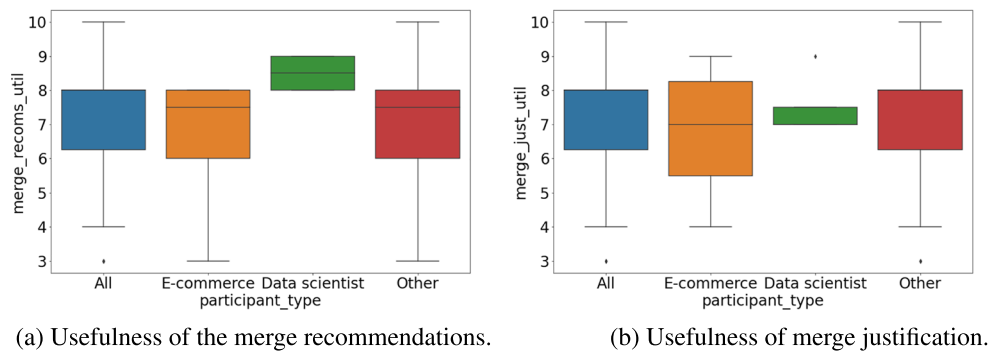 merge_recoms_util
10
9
8
7
6
5
4
3
All E-commerce Data scientist Other
participant_type
(a) Usefulness of the merge recommendations.
merge_just_util
10
9
8
7
6
5
4
3
All E-commerce Data scientist Other
participant_type
(b) Usefulness of merge justification.